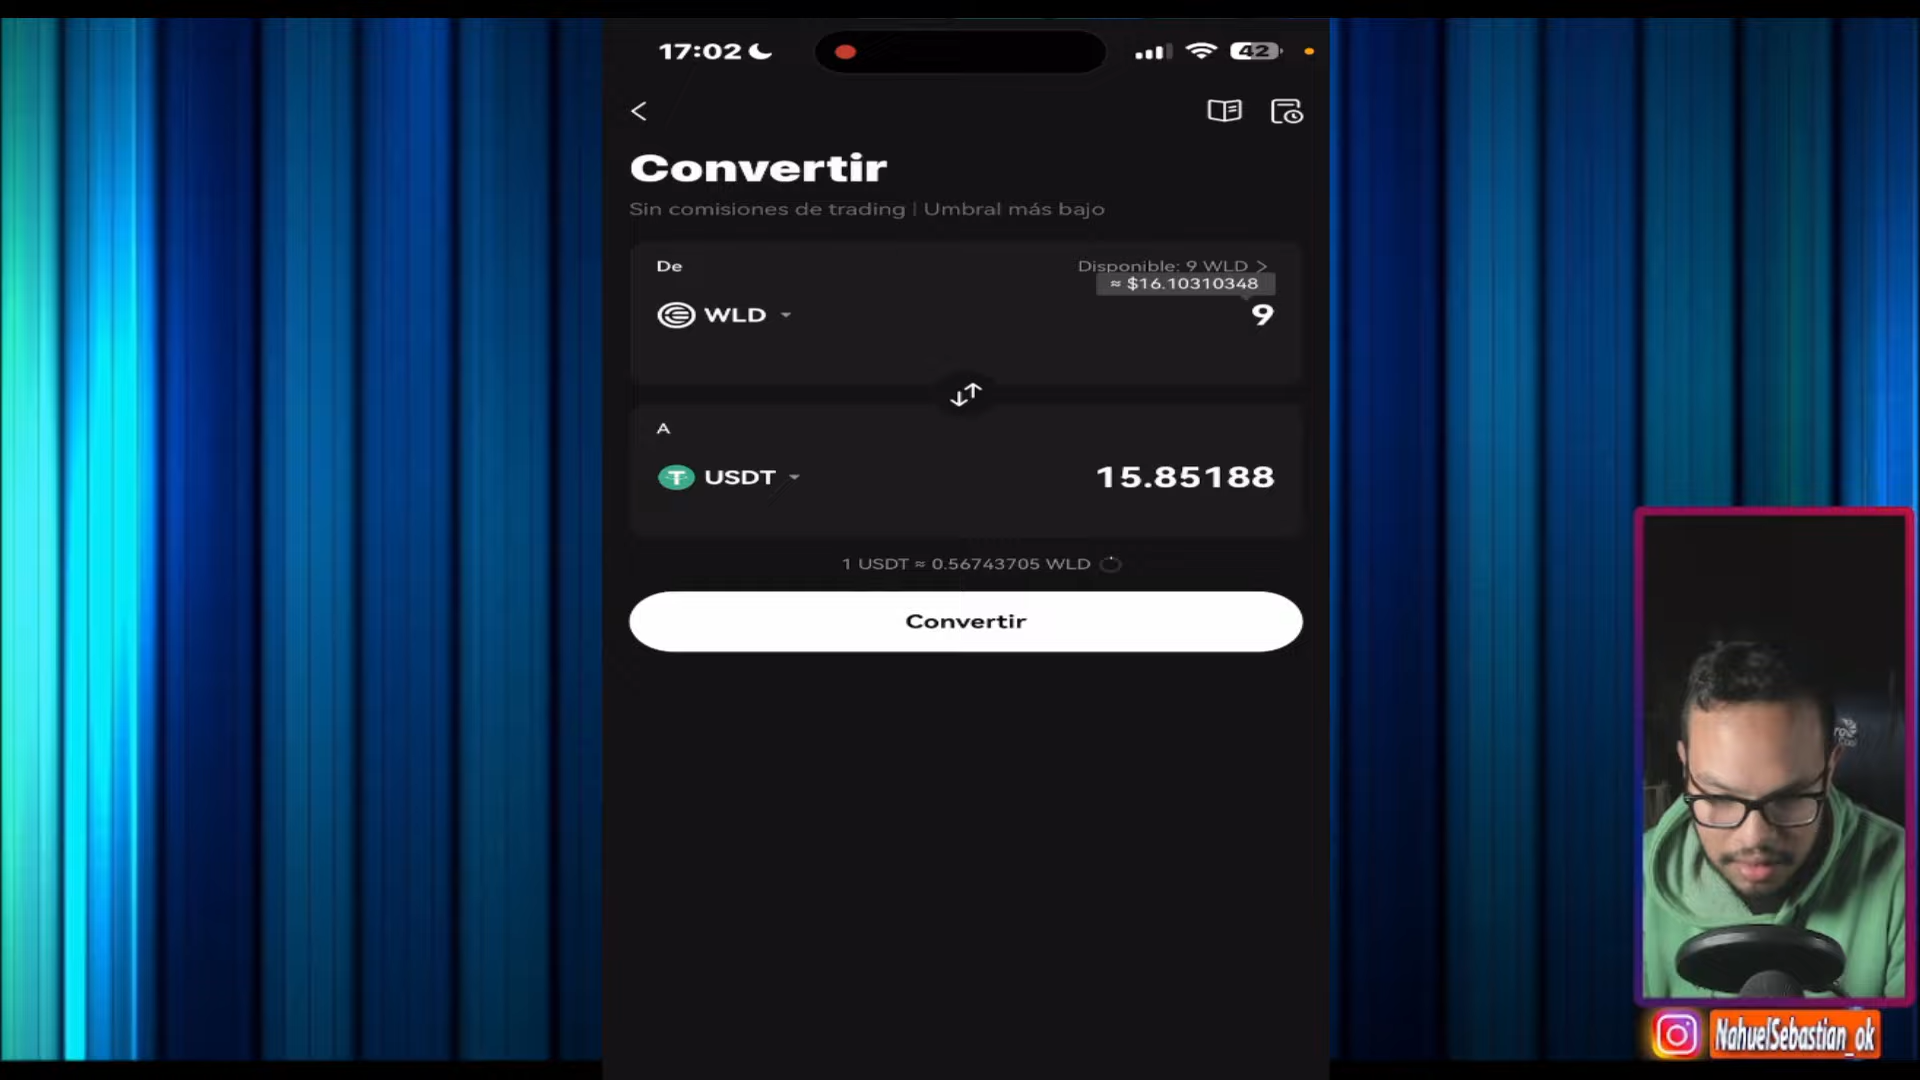 17:02
42
Convertir
Sin comisiones de trading | Umbral más bajo
De
Disponible: 9 WLD >
≈ $16.10310348
WLD
9
A
USDT
15.85188
1 USDT ≈ 0.56743705 WLD
Convertir
NahuelSebastian_ok